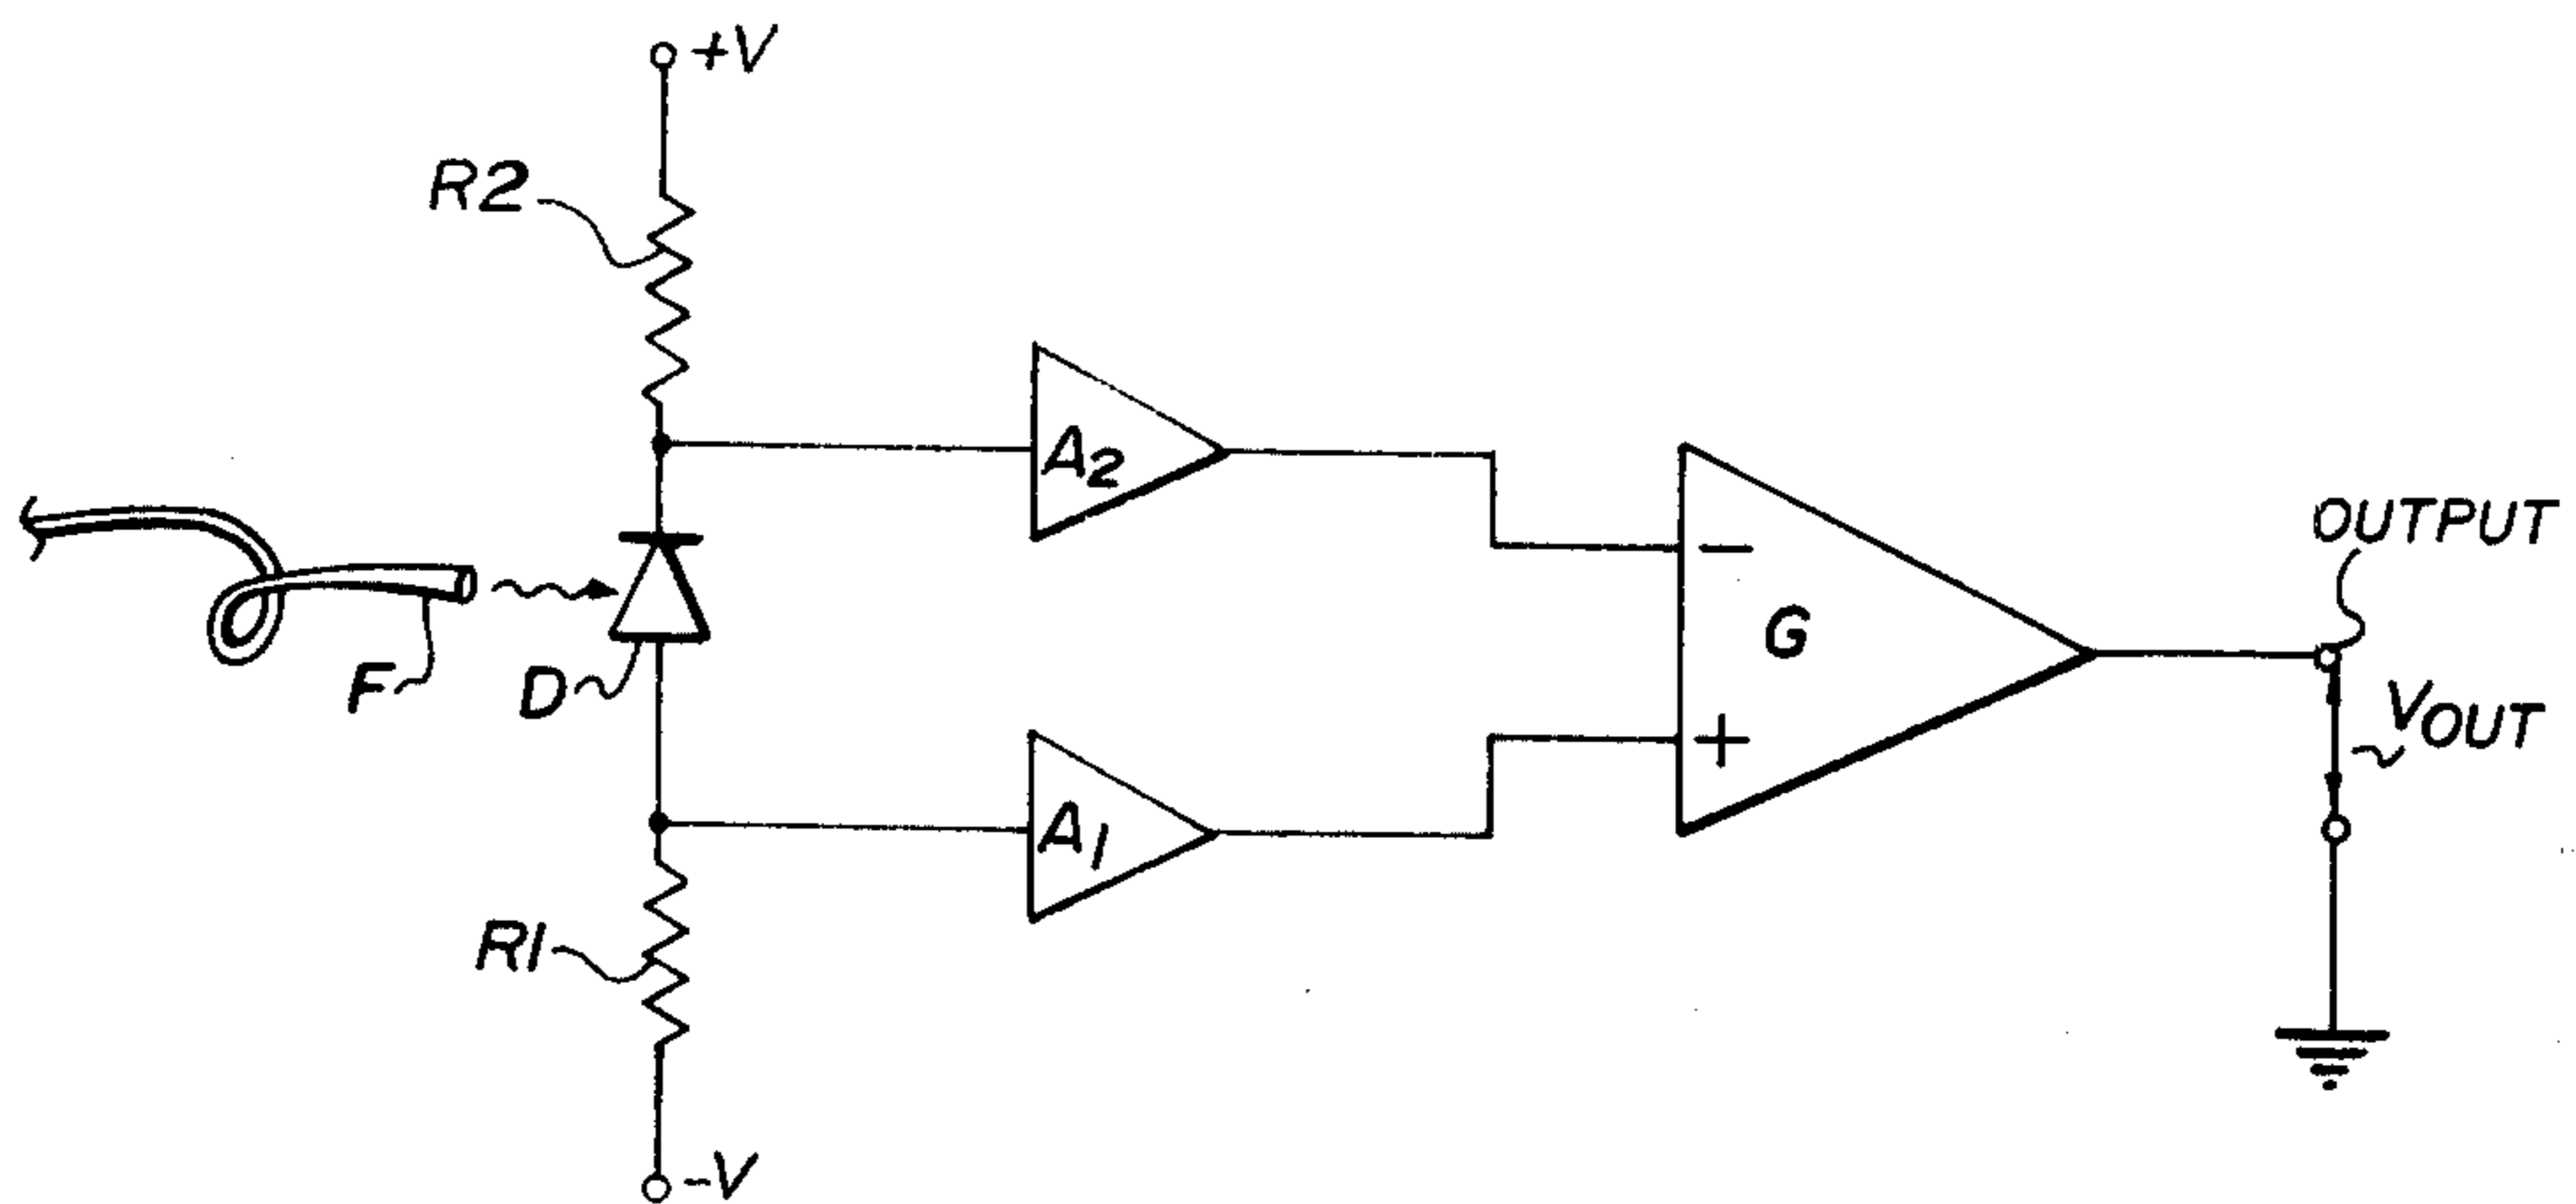 +V
R2
A2
OUTPUT
−
G
F
D
VOUT
+
A1
R1
-V